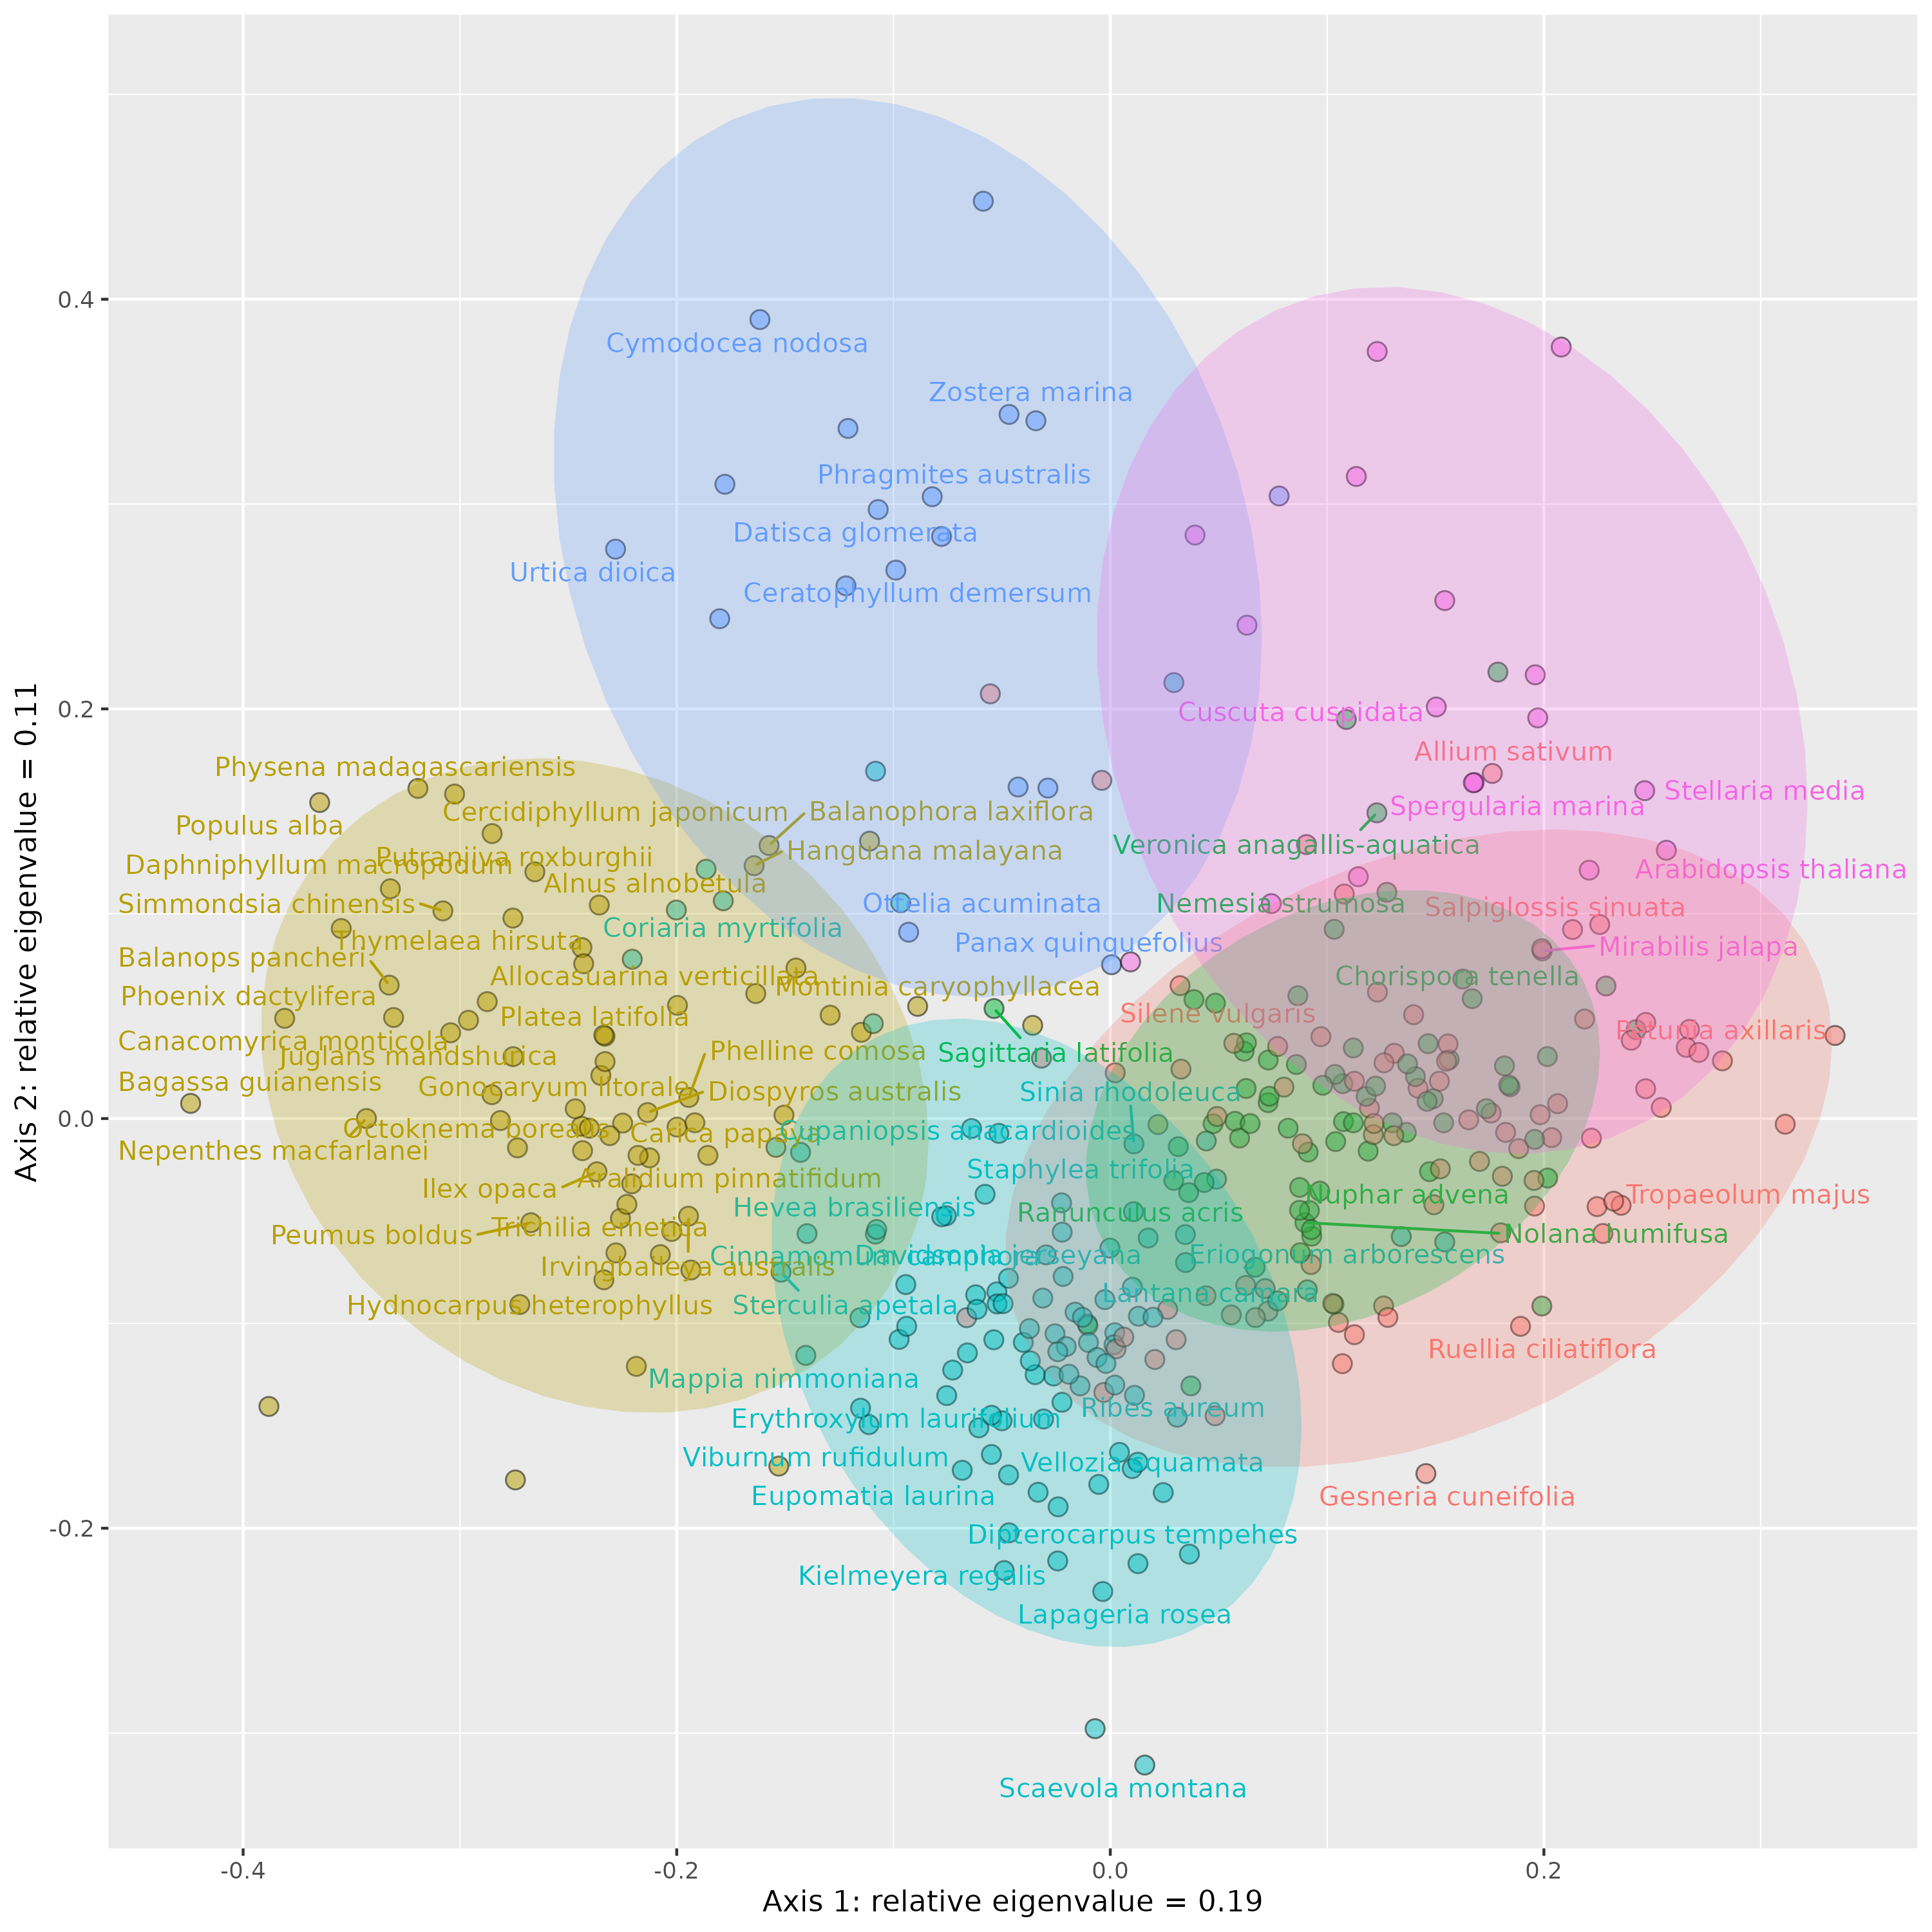 0.4
0.2
0.0
-0.2
Axis 2: relative eigenvalue = 0.11
Cymodocea nodosa
Zostera marina
Phragmites australis
Datisca glomerata
Urtica dioica
Ceratophyllum demersum
Cuscuta cuspidata
Allium sativum
Physena madagascariensis
Stellaria media
Spergularia marina
Cercidiphyllum japonicum
Balanophora laxiflora
Populus alba
Veronica anagallis-aquatica
Hanguana malayana
Putranjiva roxburghii
Daphniphyllum macropodum
Arabidopsis thaliana
Alnus alnobetula
Simmondsia chinensis
Ottelia acuminata
Nemesia strumosa
Salpiglossis sinuata
Coriaria myrtifolia
Thymelaea hirsuta
Panax quinquefolius
Mirabilis jalapa
Balanops pancheri
Allocasuarina verticillata
Chorispora tenella
Montinia caryophyllacea
Phoenix dactylifera
Platea latifolia
Silene vulgaris
Petunia axillaris
Canacomyrica monticola
Phelline comosa
Sagittaria latifolia
Juglans mandshurica
Bagassa guianensis
Gonocaryum litorale
Diospyros australis
Sinia rhodoleuca
Octoknema borealis
Carica papaya
Cupaniopsis anacardioides
Nepenthes macfarlanei
Staphylea trifolia
Aralidium pinnatifidum
Ilex opaca
Nuphar advena
Tropaeolum majus
Hevea brasiliensis
Ranunculus acris
Trichilia emetica
Peumus boldus
Nolana humifusa
Cinnamomum camphora
Davidsonia jerseyana
Eriogonum arborescens
Irvingbaileya australis
Lantana camara
Hydnocarpus heterophyllus
Sterculia apetala
Ruellia ciliatiflora
Mappia nimmoniana
Ribes aureum
Erythroxylum laurifolium
Viburnum rufidulum
Vellozia squamata
Eupomatia laurina
Gesneria cuneifolia
Dipterocarpus tempehes
Kielmeyera regalis
Lapageria rosea
Scaevola montana
-0.4
-0.2
0.0
0.2
Axis 1: relative eigenvalue = 0.19